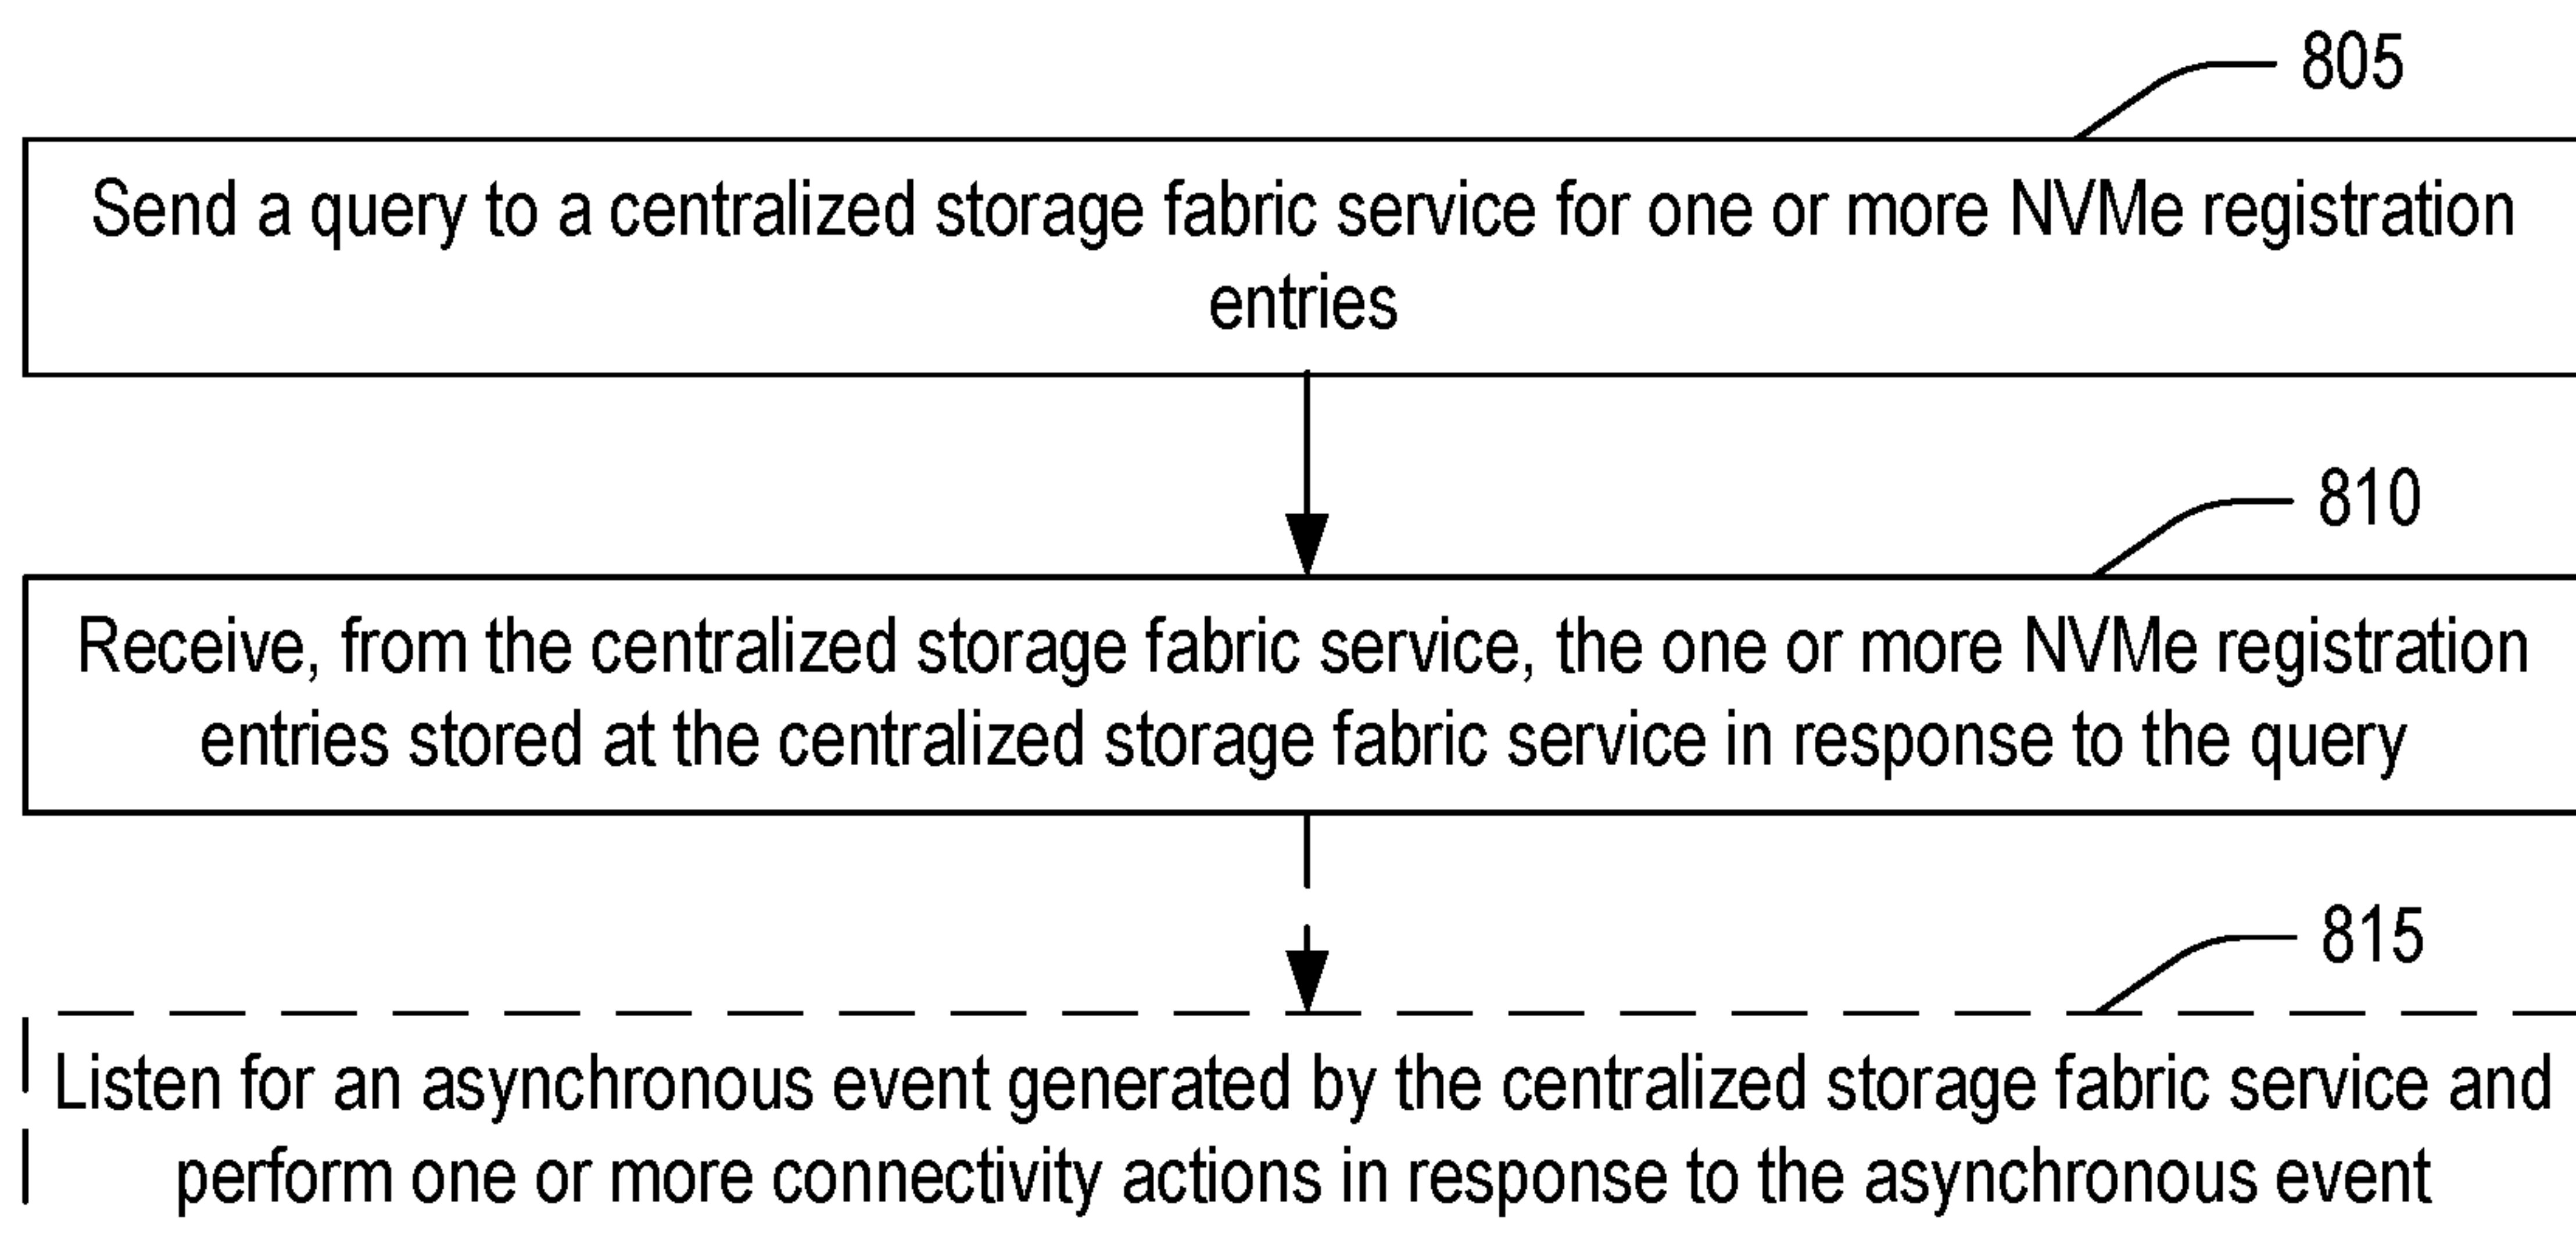 805
Send a query to a centralized storage fabric service for one or more NVMe registration
entries
810
Receive, from the centralized storage fabric service, the one or more NVMe registration
entries stored at the centralized storage fabric service in response to the query
815
Listen for an asynchronous event generated by the centralized storage fabric service and
perform one or more connectivity actions in response to the asynchronous event